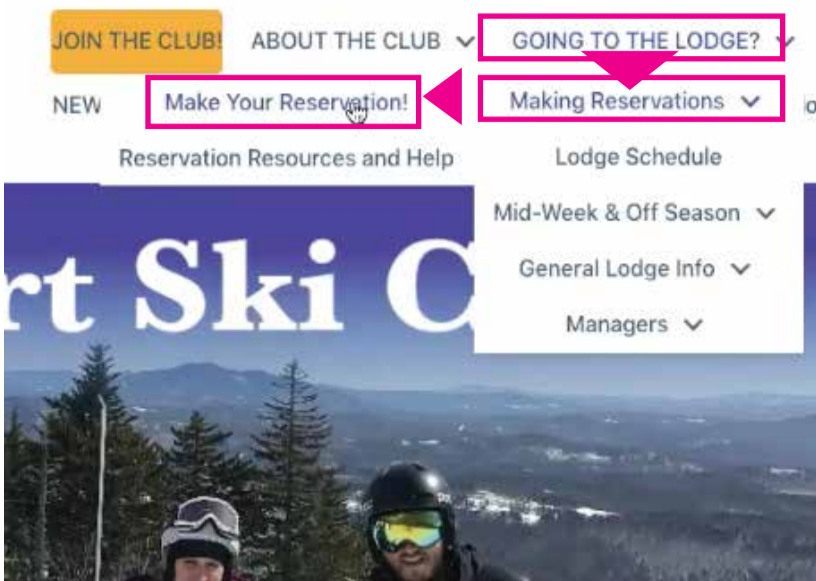 JOIN THE CLUB! ABOUT THE CLUB GOING TO THE LODGE?
NEW Make Your Reservation! Making Reservations
Reservation Resources and Help Lodge Schedule
Mid-Week & Off Season
General Lodge Info
Managers
rt Ski C